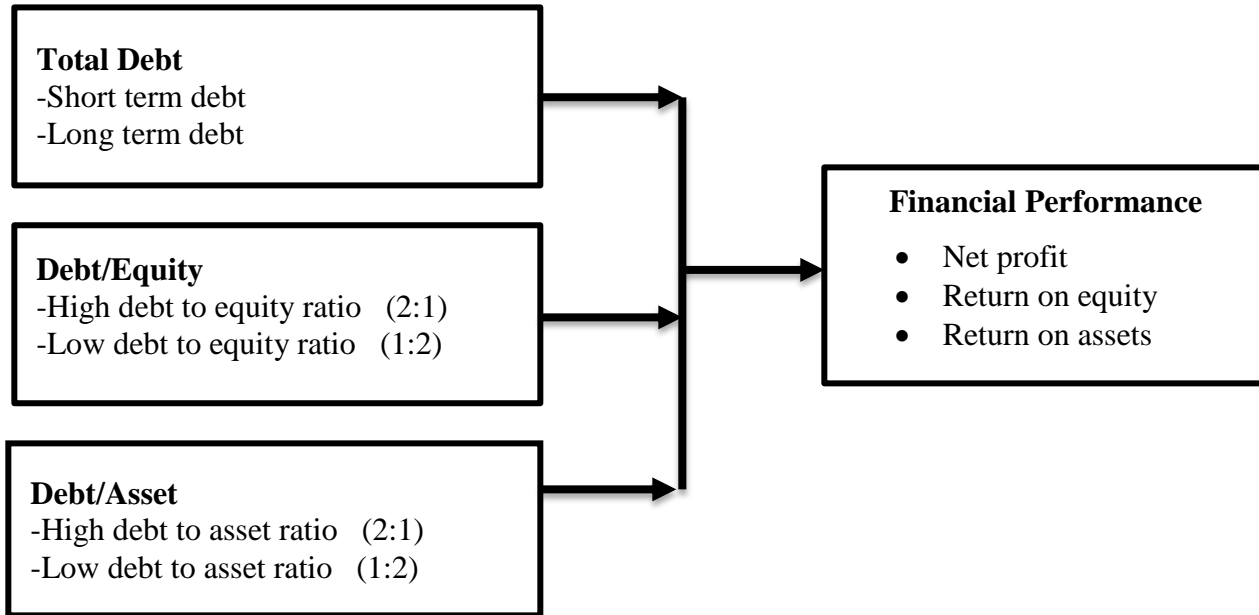 Total Debt
-Short term debt
-Long term debt
Debt/Equity
-High debt to equity ratio (2:1)
-Low debt to equity ratio (1:2)
Debt/Asset
-High debt to asset ratio (2:1)
-Low debt to asset ratio (1:2)
Financial Performance
• Net profit
• Return on equity
• Return on assets